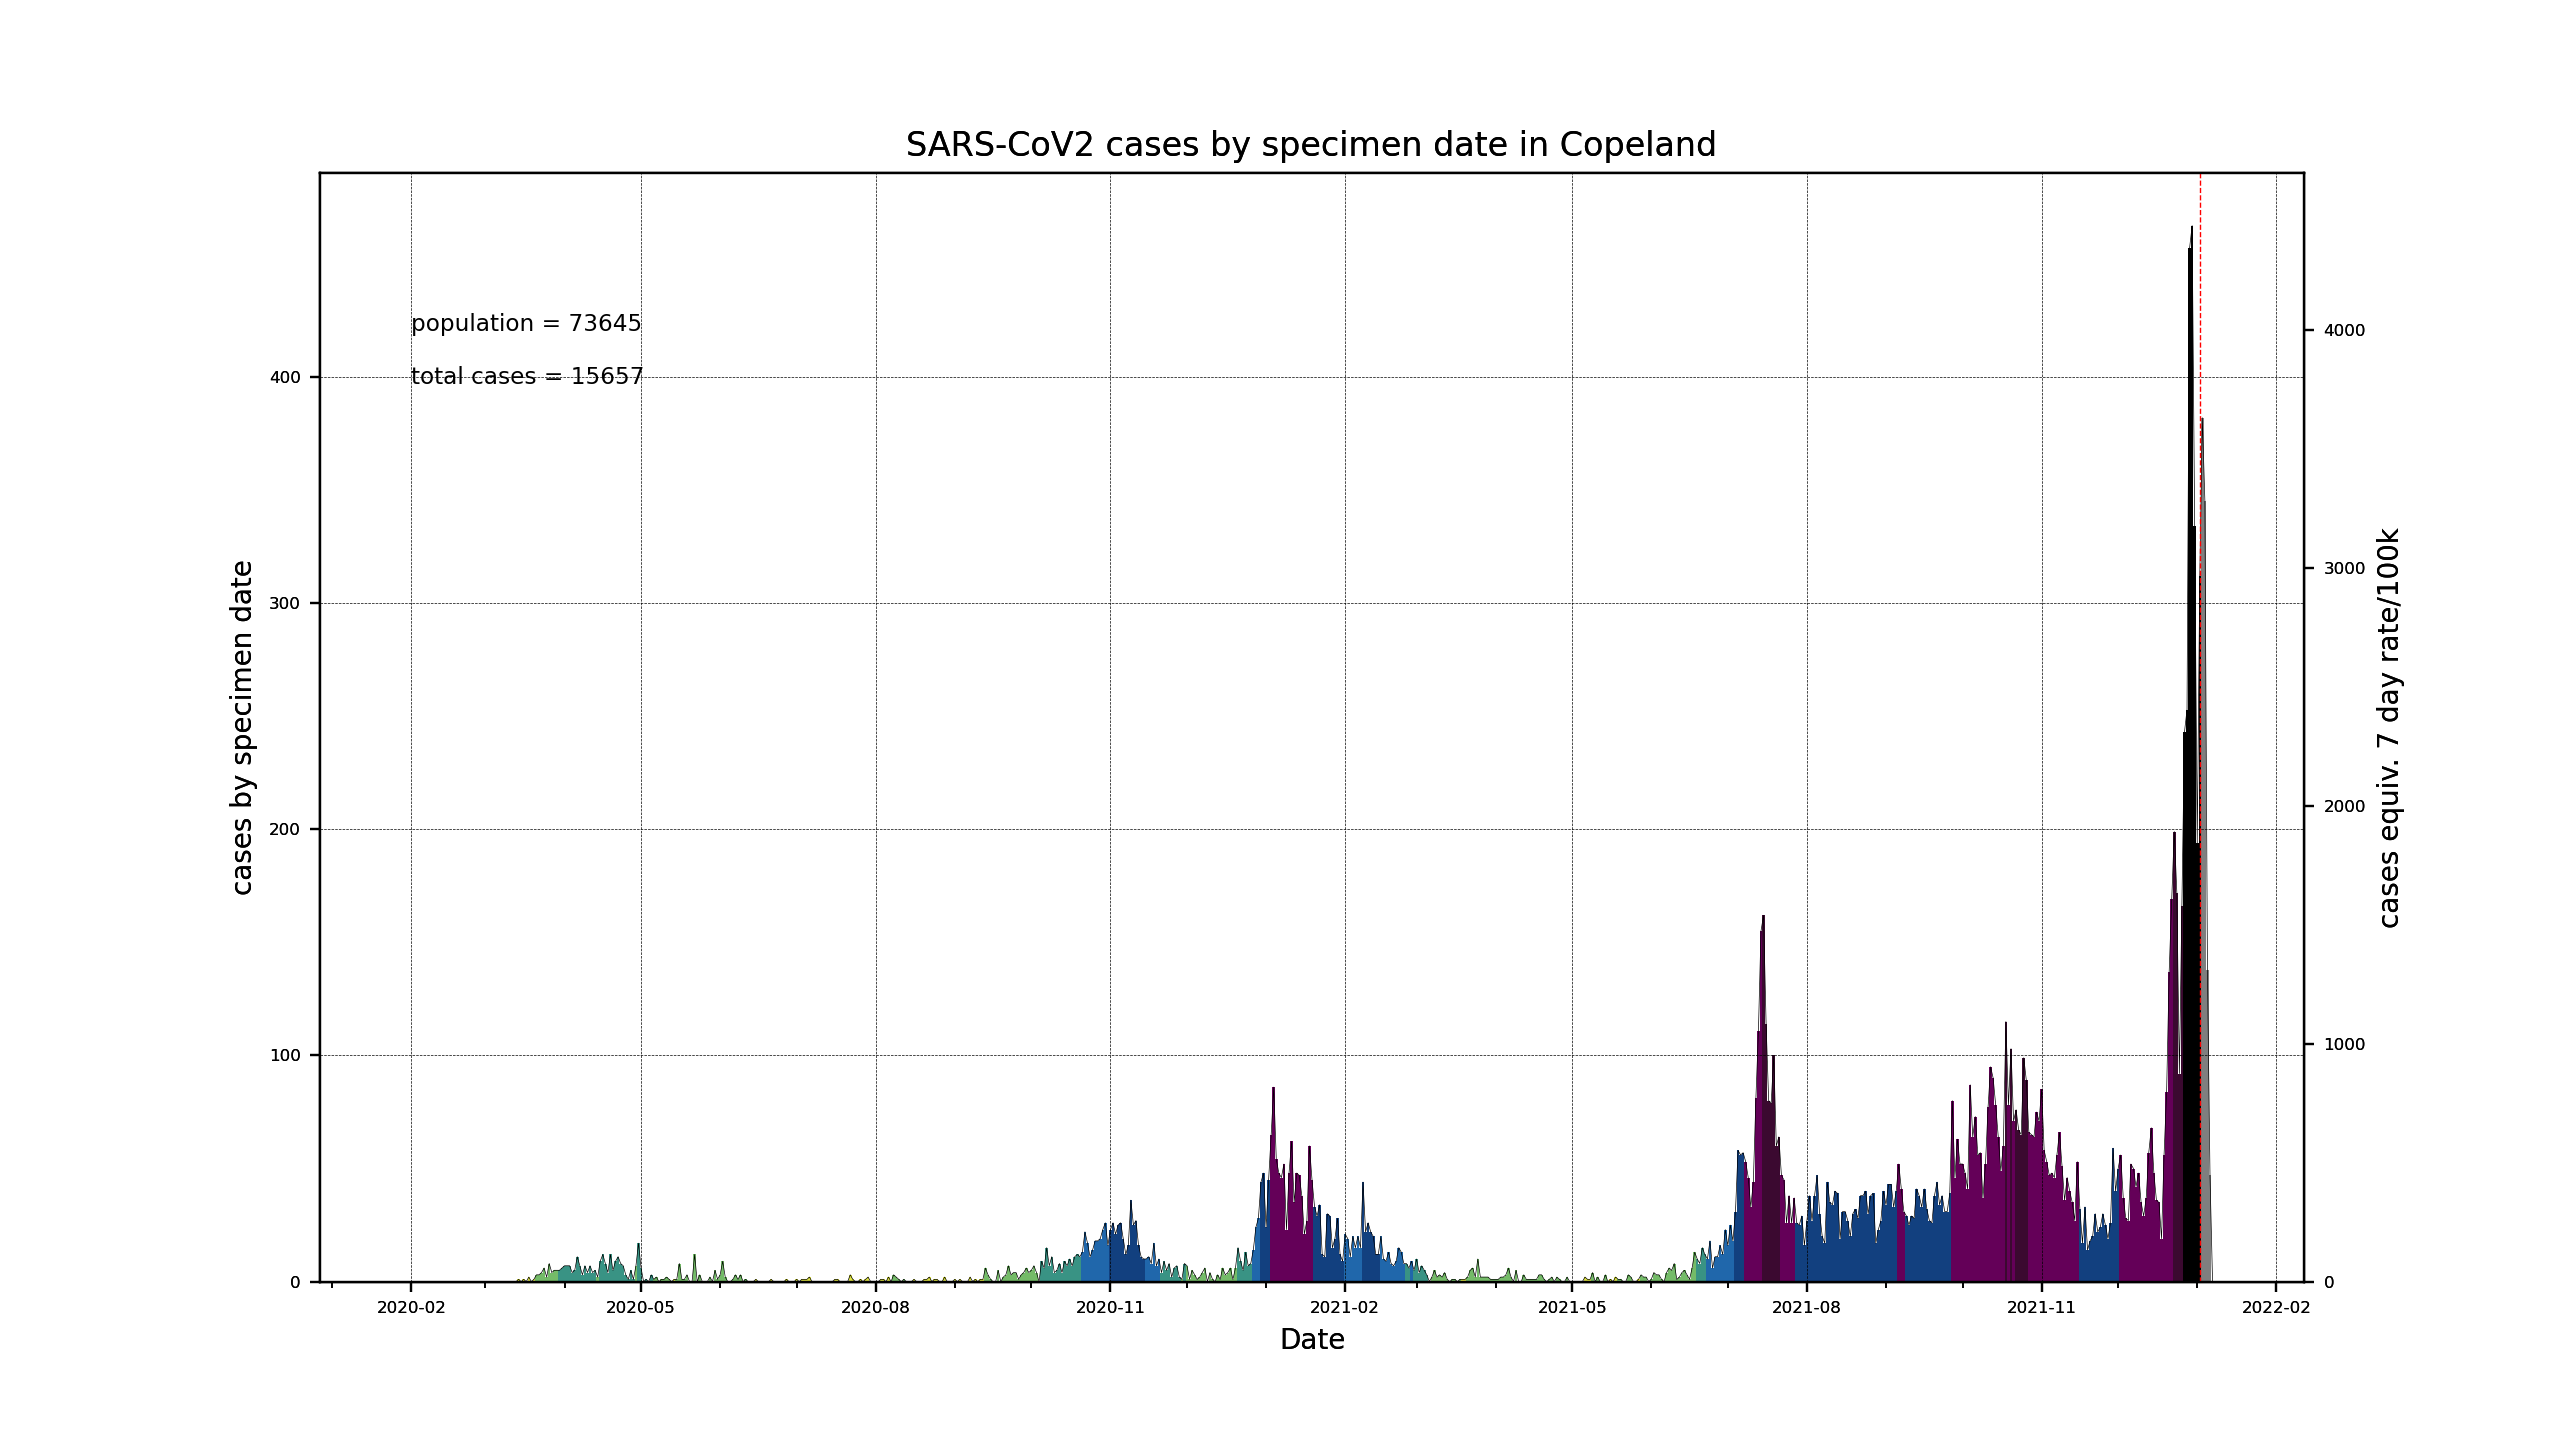 SARS-CoV2 cases by specimen date in Copeland
population = 73645
total cases = 15657
cases by specimen date
400
300
200
100
0
4000
3000
2000
1000
0
cases equiv. 7 day rate/100k
2020-02 2020-05 2020-08 2020-11 2021-02 2021-05 2021-08 2021-11 2022-02
Date